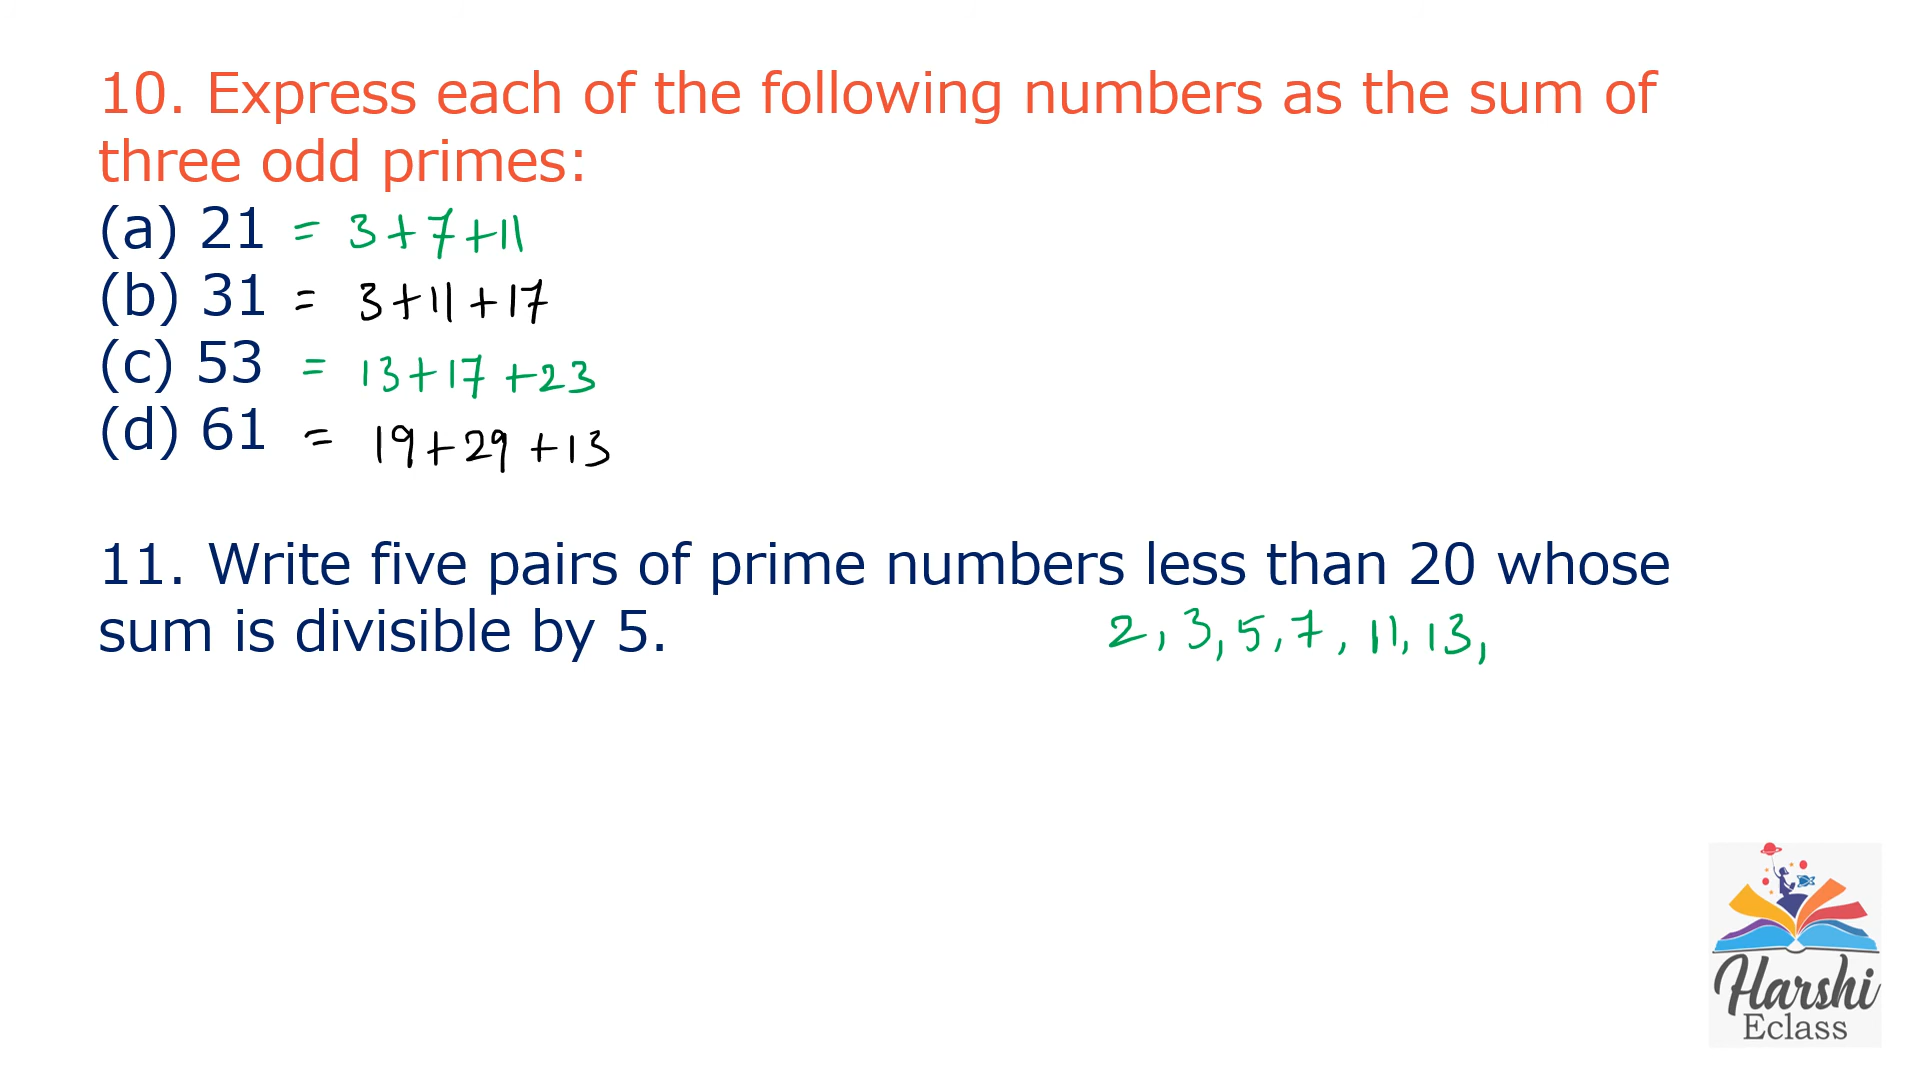 10. Express each of the following numbers as the sum of
three odd primes:
(a) 21 = 3+7+11
(b) 31 = 3+11+17
(c) 53 = 13+17+23
(d) 61 = 19+29+13
11. Write five pairs of prime numbers less than 20 whose
sum is divisible by 5. 2, 3, 5, 7, 11, 13,
Harshi
Eclass